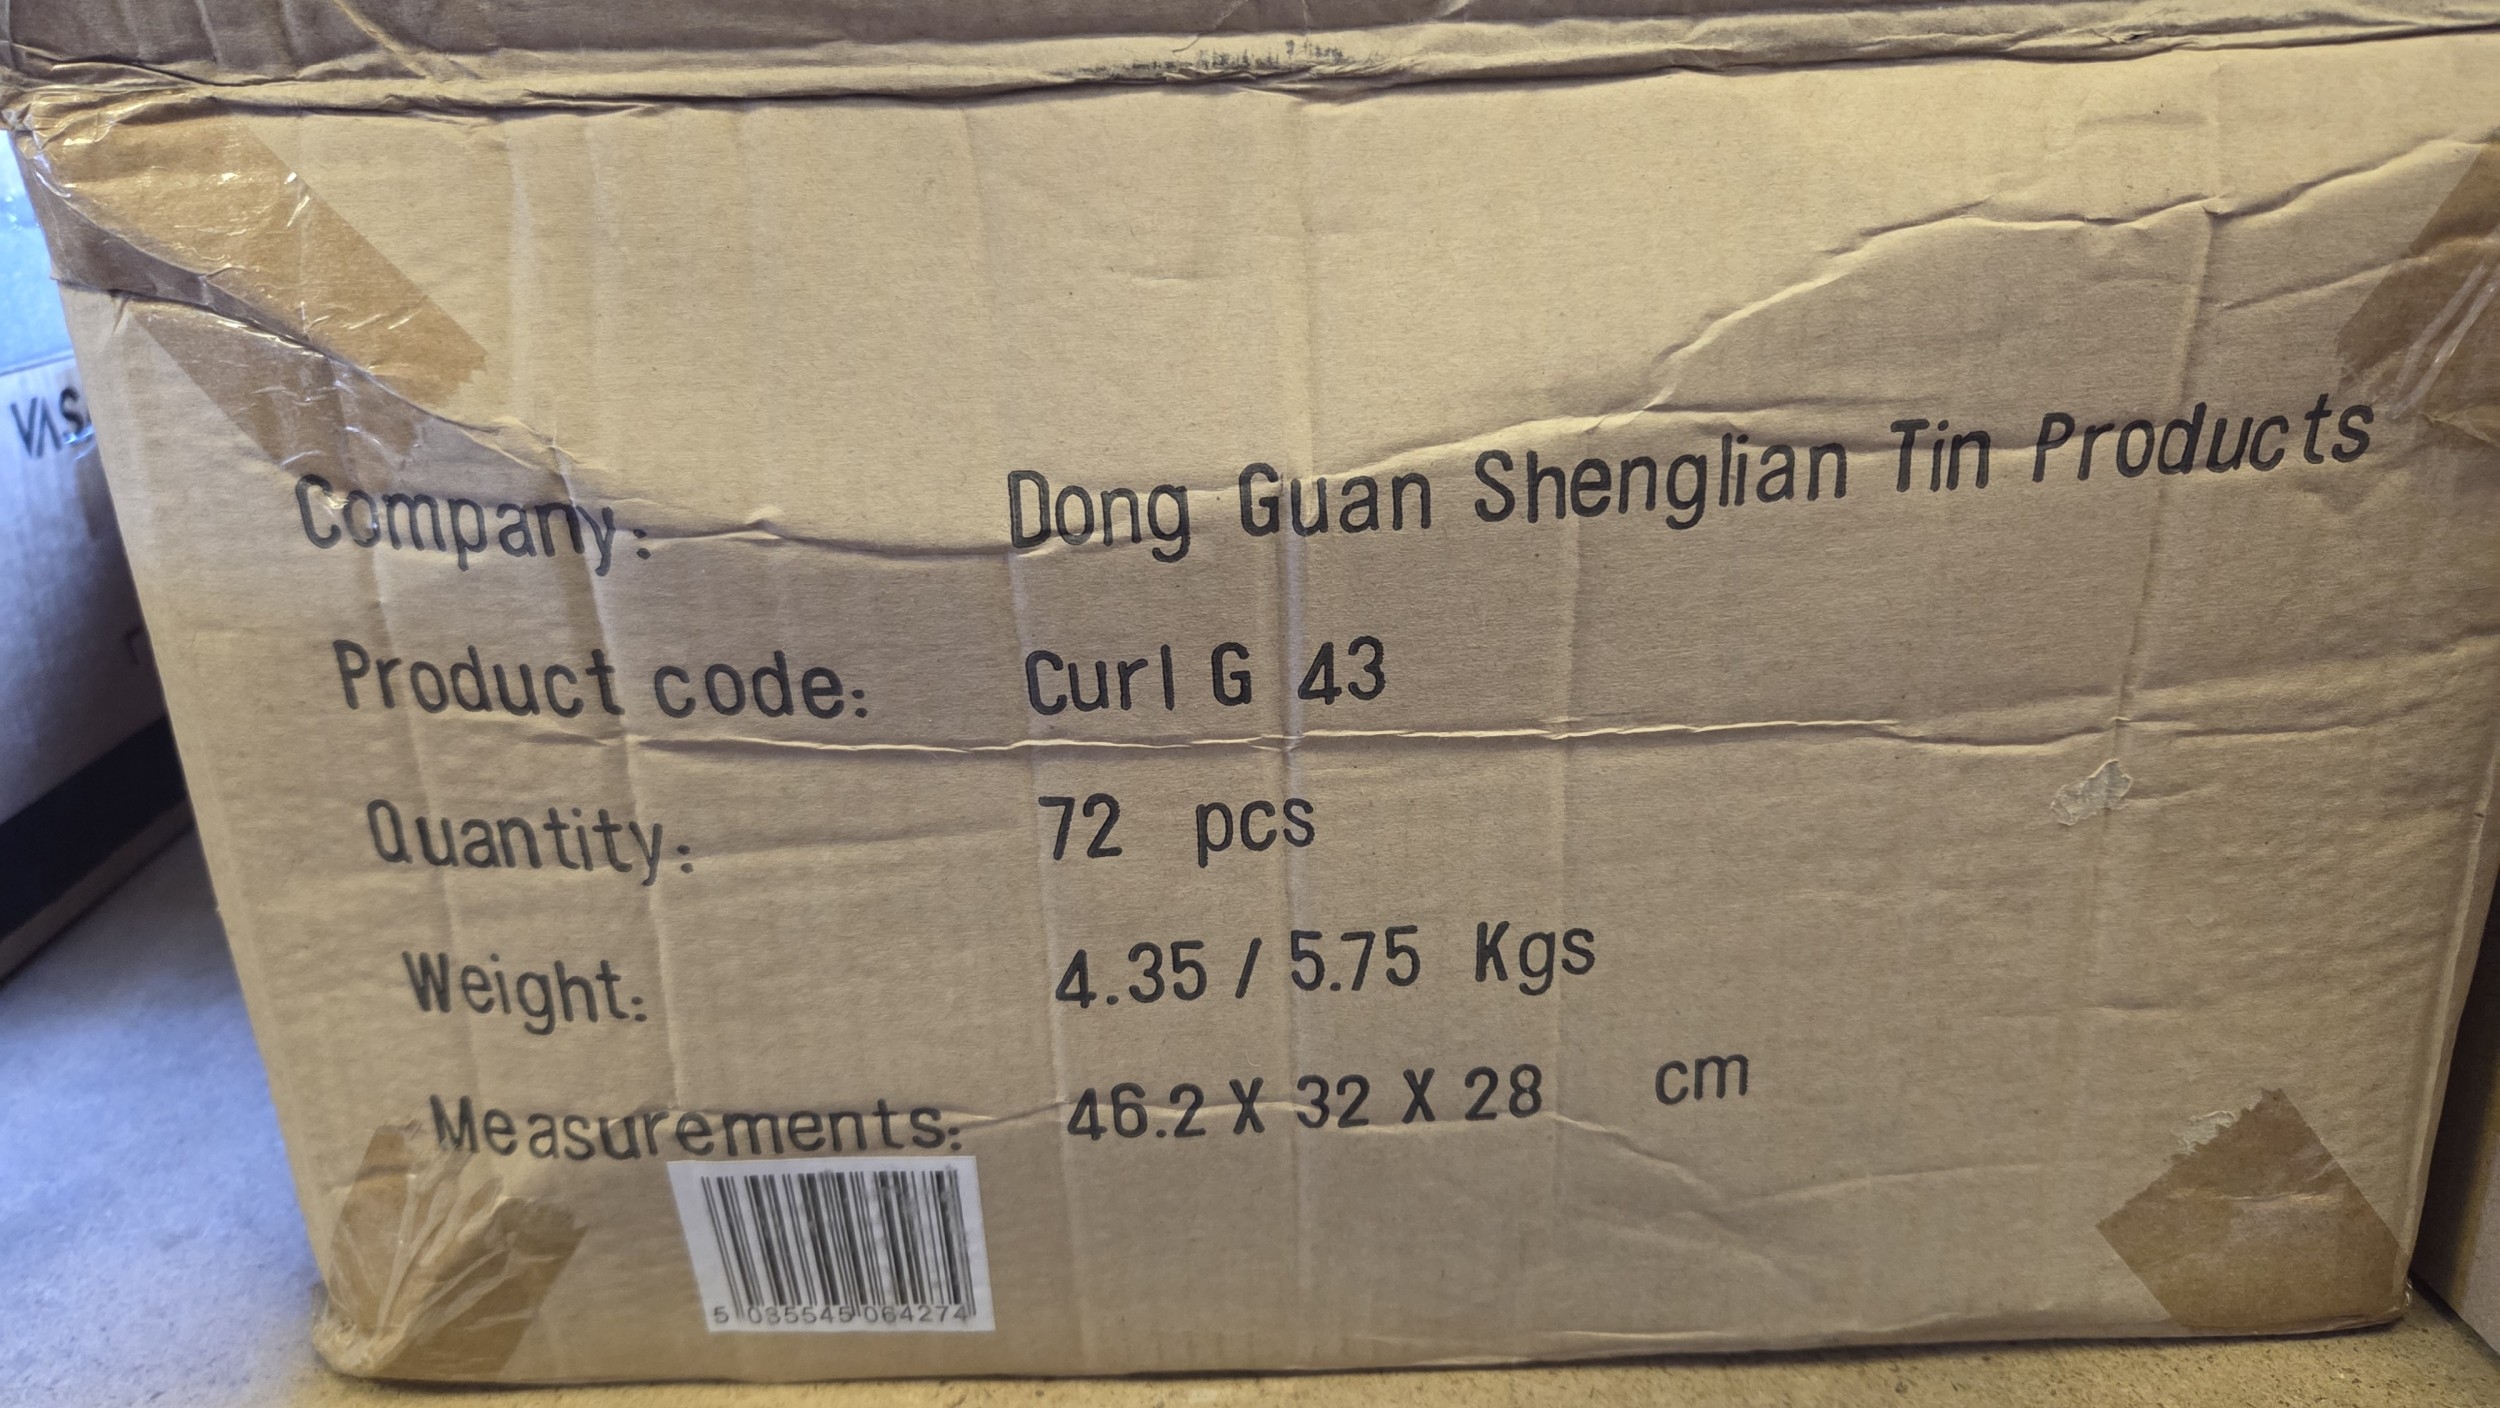 Company: Dong Guan Shenglian Tin Products
Product code: Curl G 43
Quantity: 72 pcs
Weight: 4.35 / 5.75 Kgs
Measurements: 46.2 X 32 X 28 cm
5 035545 064274